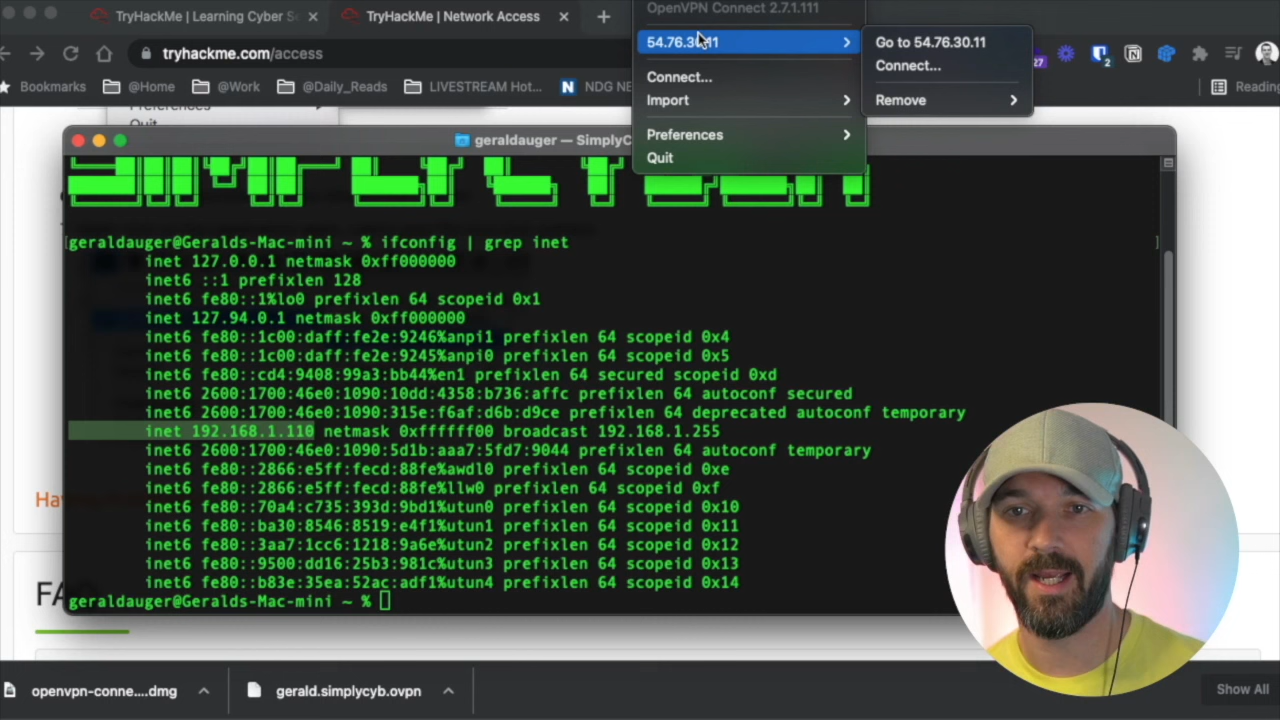 OpenVPN Connect 2.7.1.111
TryHackMe | Learning Cyber S
TryHackMe | Network Access
54.76.30.11
Go to 54.76.30.11
Connect...
Remove
Connect...
Import
Preferences
Quit
tryhackme.com/access
27
2
Bookmarks
@Home
@Work
@Daily_Reads
LIVESTREAM Hot...
NDG NE
Reading
Preferences
Quit
geraldauger — SimplyC
geraldauger@Geralds-Mac-mini ~ % ifconfig | grep inet
inet 127.0.0.1 netmask 0xff000000
inet6 ::1 prefixlen 128
inet6 fe80::1%lo0 prefixlen 64 scopeid 0x1
inet 127.94.0.1 netmask 0xff000000
inet6 fe80::1c00:daff:fe2e:9246%anpi1 prefixlen 64 scopeid 0x4
inet6 fe80::1c00:daff:fe2e:9245%anpi0 prefixlen 64 scopeid 0x5
inet6 fe80::cd4:9408:99a3:bb44%en1 prefixlen 64 secured scopeid 0xd
inet6 2600:1700:46e0:1090:10dd:4358:b736:affc prefixlen 64 autoconf secured
inet6 2600:1700:46e0:1090:315e:f6af:d6b:d9ce prefixlen 64 deprecated autoconf temporary
inet 192.168.1.110 netmask 0xffffff00 broadcast 192.168.1.255
inet6 2600:1700:46e0:1090:5d1b:aaa7:5fd7:9044 prefixlen 64 autoconf temporary
inet6 fe80::2866:e5ff:fecd:88fe%awdl0 prefixlen 64 scopeid 0xe
inet6 fe80::2866:e5ff:fecd:88fe%llw0 prefixlen 64 scopeid 0xf
inet6 fe80::70a4:c735:393d:9bd1%utun0 prefixlen 64 scopeid 0x10
inet6 fe80::ba30:8546:8519:e4f1%utun1 prefixlen 64 scopeid 0x11
inet6 fe80::3aa7:1cc6:1218:9a6e%utun2 prefixlen 64 scopeid 0x12
inet6 fe80::9500:dd16:25b3:981c%utun3 prefixlen 64 scopeid 0x13
inet6 fe80::b83e:35ea:52ac:adf1%utun4 prefixlen 64 scopeid 0x14
geraldauger@Geralds-Mac-mini ~ %
Ha
FA
openvpn-conne....dmg
gerald.simplycyb.ovpn
Show All